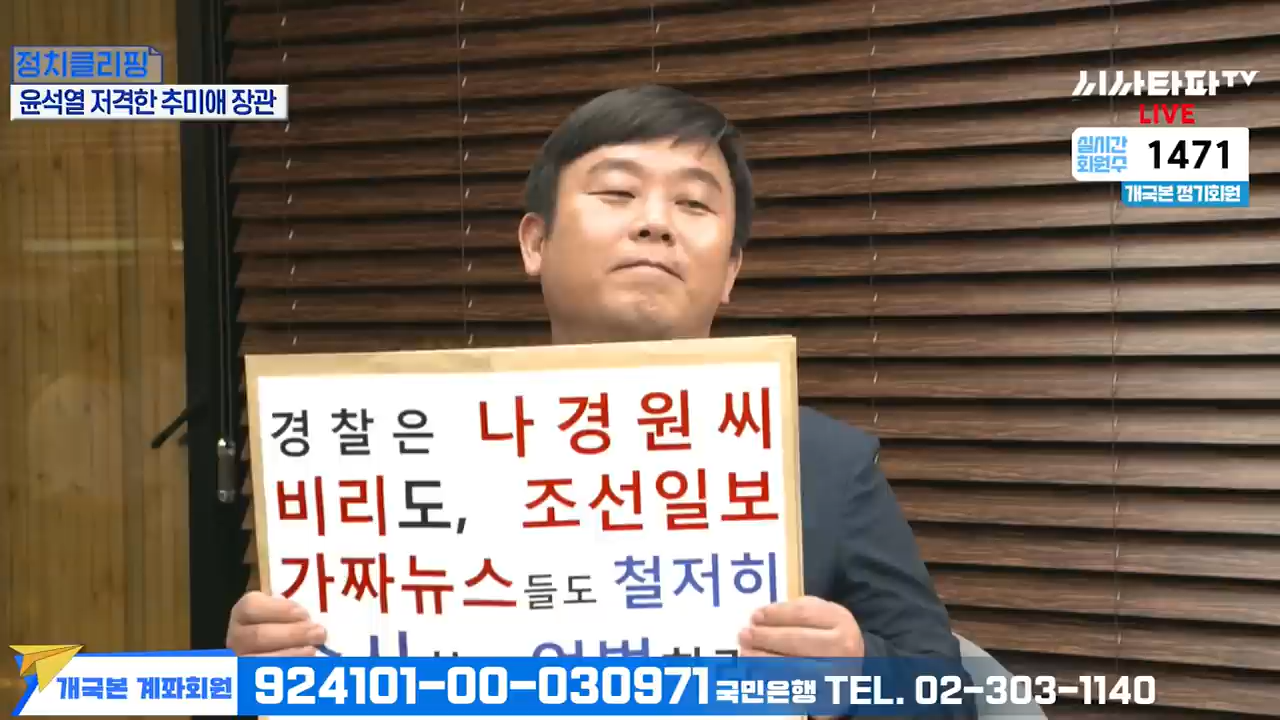 정치클리핑
윤석열 저격한 추미애 장관
시사타파TV
LIVE
실시간
회원수
1471
개국본 정기회원
경찰은 나경원씨
비리도, 조선일보
가짜뉴스들도 철저히
개국본 계좌회원
924101-00-030971 국민은행 TEL. 02-303-1140